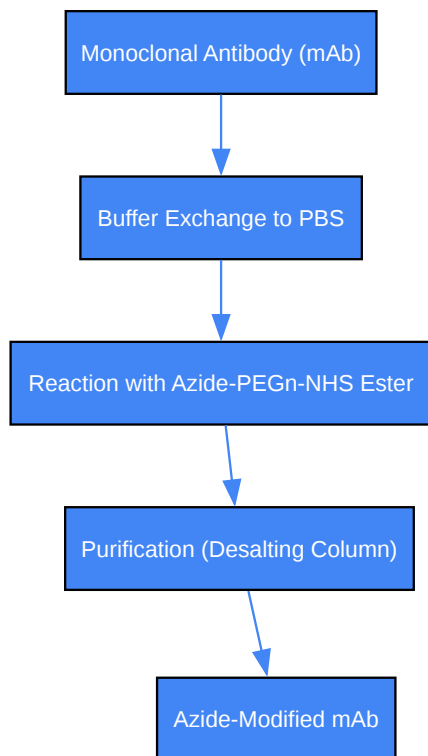 Monoclonal Antibody (mAb)
Buffer Exchange to PBS
Reaction with Azide-PEGn-NHS Ester
Purification (Desalting Column)
Azide-Modified mAb